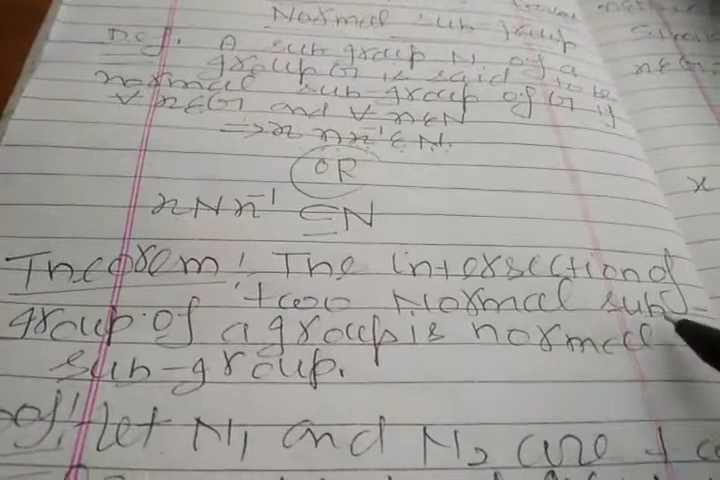 Normal sub-group
Def. A sub group N of a
group G is said to be
normal sub-group of G if
∀ x∈G and ∀ n∈N
⇒ x n x⁻¹ ∈ N.
OR
x N x⁻¹ ⊆ N
x
Theorem: The intersection of
two Normal sub-
group of a group is normal
sub-group.
Let N₁ and N₂ are